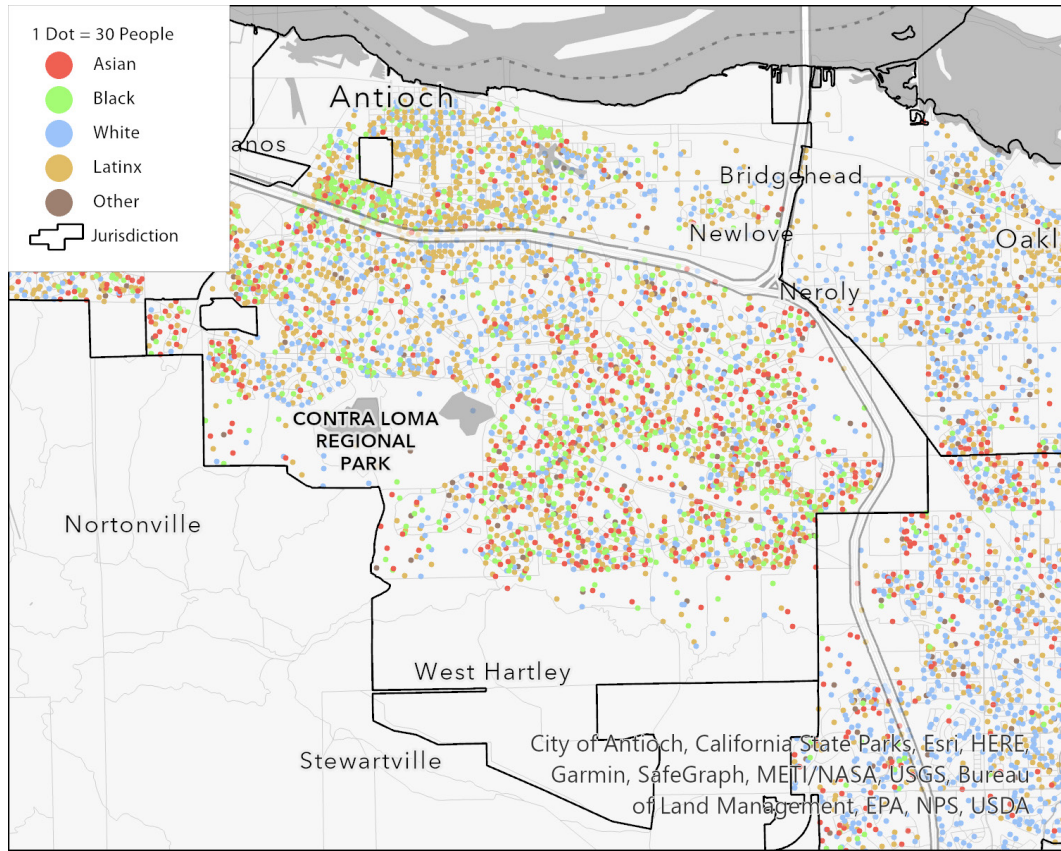 1 Dot = 30 People
Asian
Black
White
Latinx
Other
Jurisdiction
Antioch
anos
Bridgehead
Newlove
Oakl
Neroly
CONTRA LOMA
REGIONAL
PARK
Nortonville
West Hartley
Stewartville
City of Antioch, California State Parks, Esri, HERE,
Garmin, SafeGraph, METI/NASA, USGS, Bureau
of Land Management, EPA, NPS, USDA